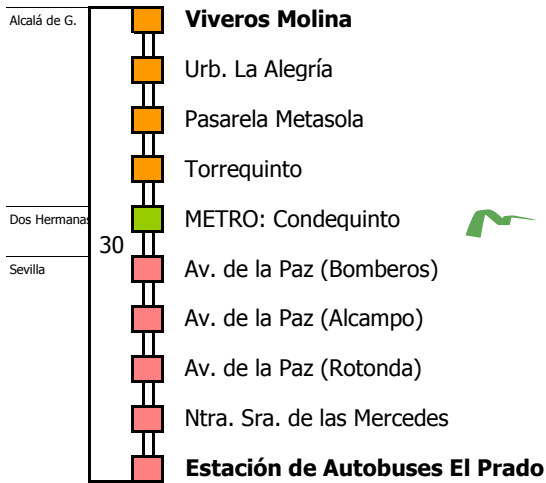 Alcalá de G.
Viveros Molina
Urb. La Alegría
Pasarela Metasola
Torrequinto
Dos Hermanas
METRO: Condequinto
30
Sevilla
Av. de la Paz (Bomberos)
Av. de la Paz (Alcampo)
Av. de la Paz (Rotonda)
Ntra. Sra. de las Mercedes
Estación de Autobuses El Prado